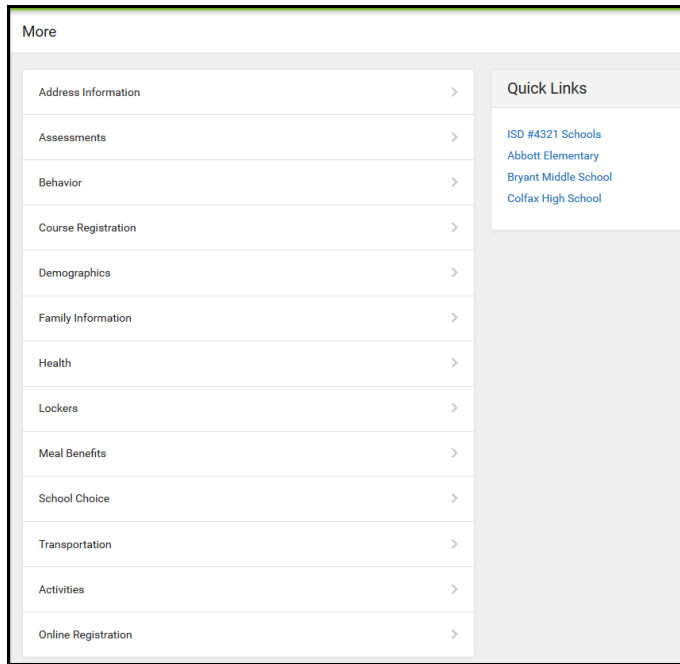 More
Address Information
Assessments
Behavior
Course Registration
Demographics
Family Information
Health
Lockers
Meal Benefits
School Choice
Transportation
Activities
Online Registration
Quick Links
ISD #4321 Schools
Abbott Elementary
Bryant Middle School
Colfax High School